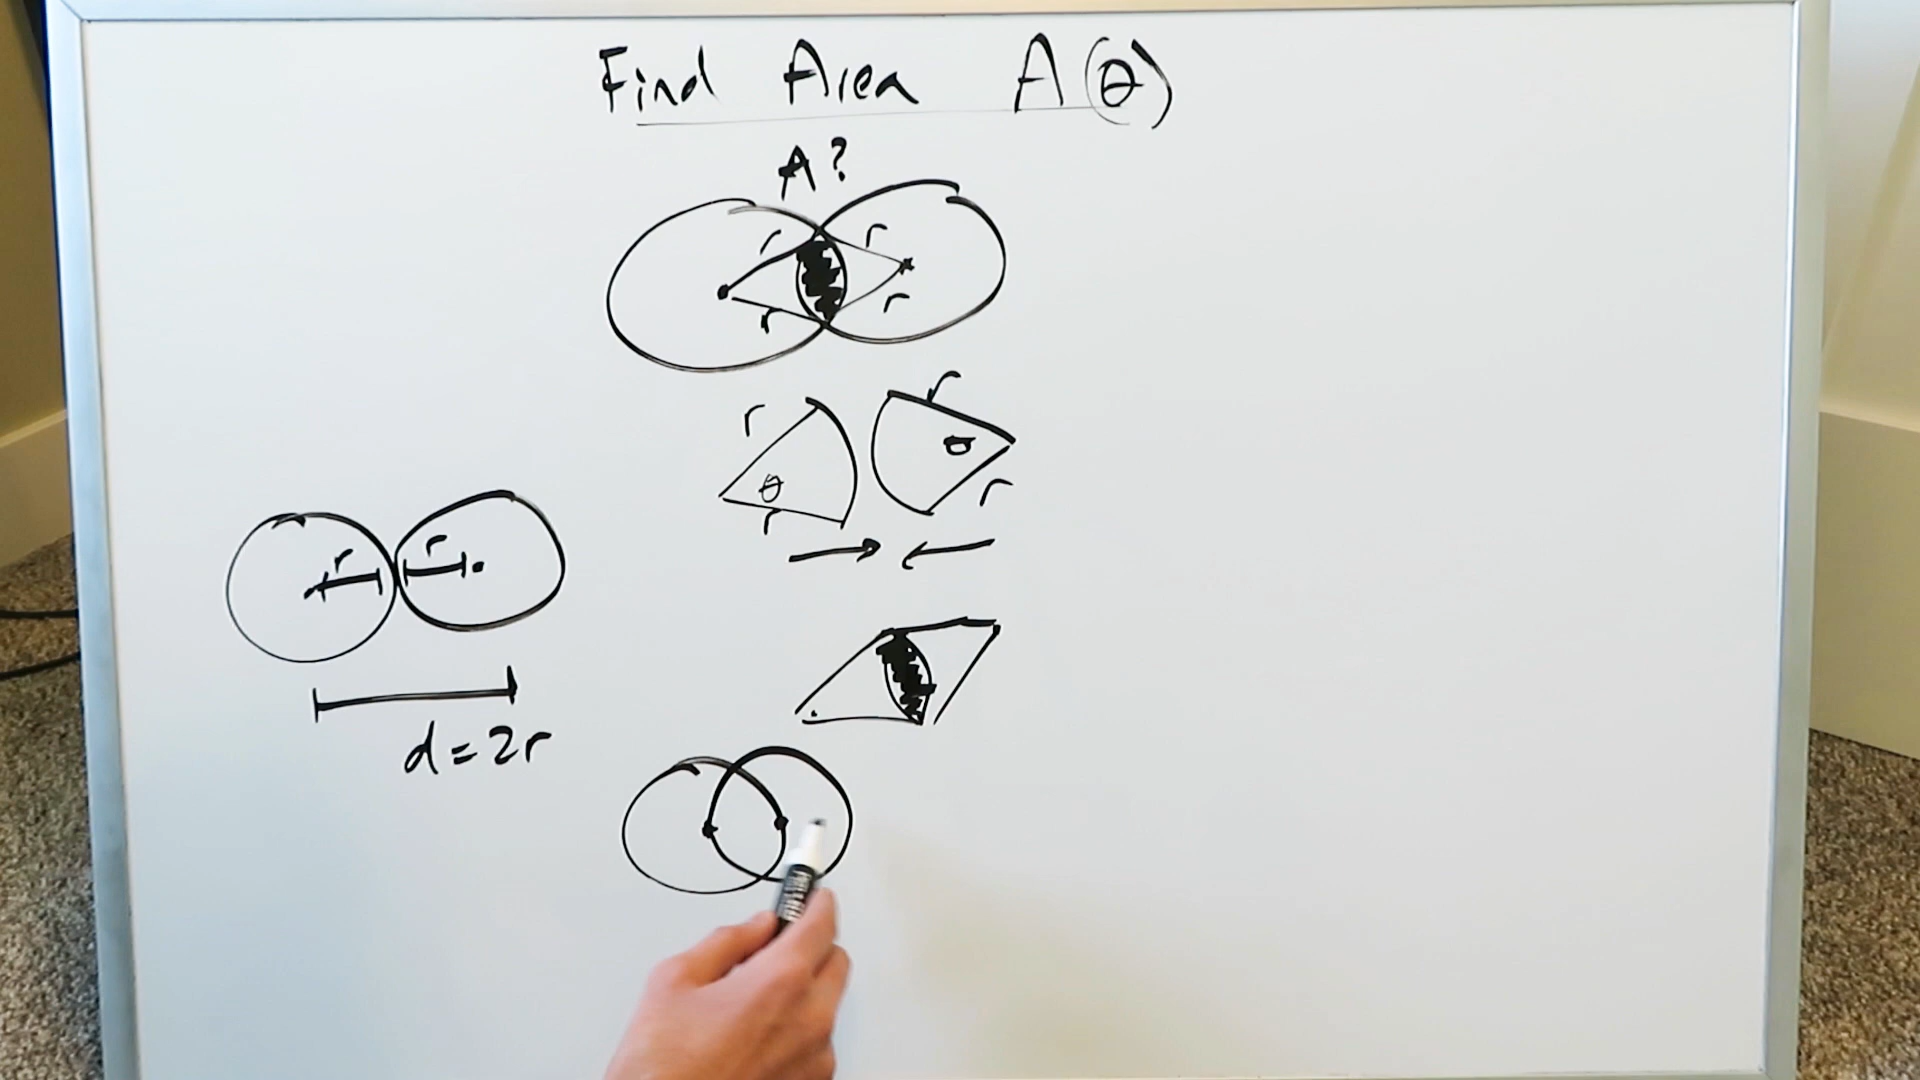 Find Area A(θ)
A?
r r
r r
r r
θ θ
r r
r r
d=2r